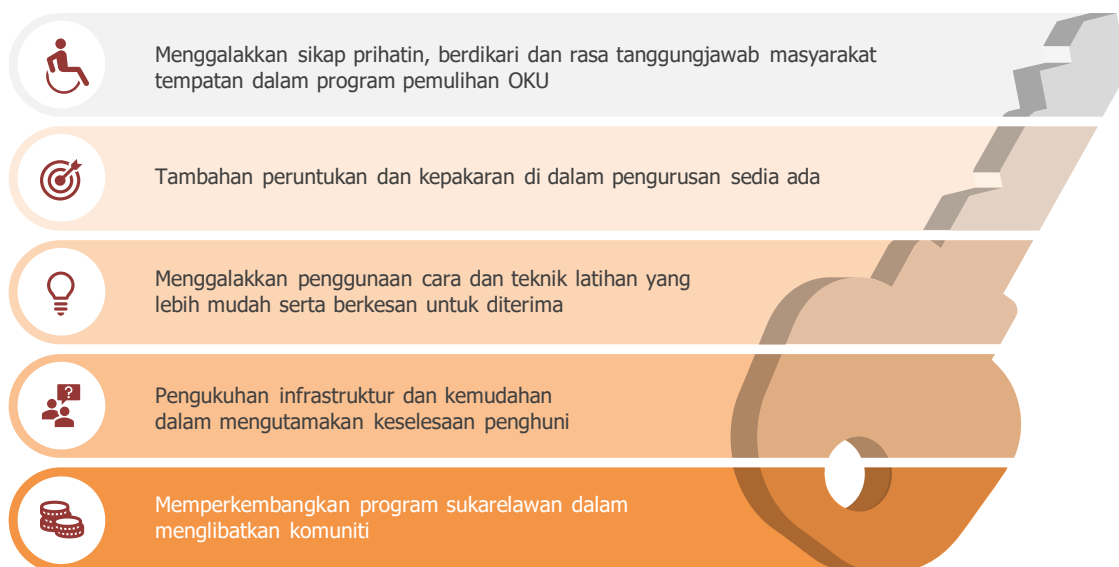 Menggalakkan sikap prihatin, berdikari dan rasa tanggungjawab masyarakat
tempatan dalam program pemulihan OKU
Tambahan peruntukan dan kepakaran di dalam pengurusan sedia ada
Menggalakkan penggunaan cara dan teknik latihan yang
lebih mudah serta berkesan untuk diterima
?
Pengukuhan infrastruktur dan kemudahan
dalam mengutamakan keselesaan penghuni
Memperkembangkan program sukarelawan dalam
menglibatkan komuniti